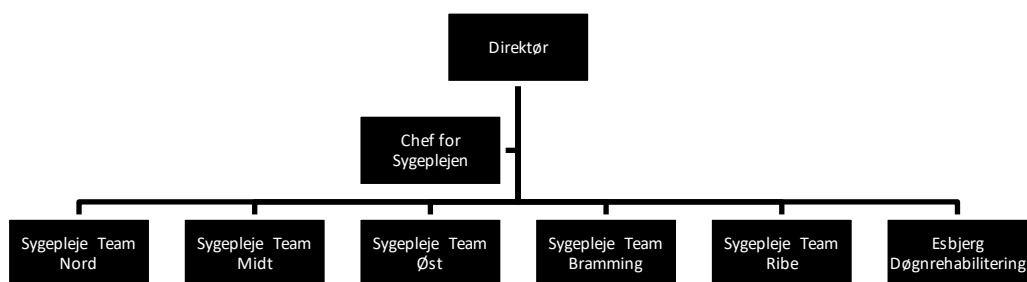 Direktør
Chef for
Sygeplejen
Sygepleje Team
Nord
Sygepleje Team
Midt
Sygepleje Team
Øst
Sygepleje Team
Bramming
Sygepleje Team
Ribe
Esbjerg
Døgnrehabilitering